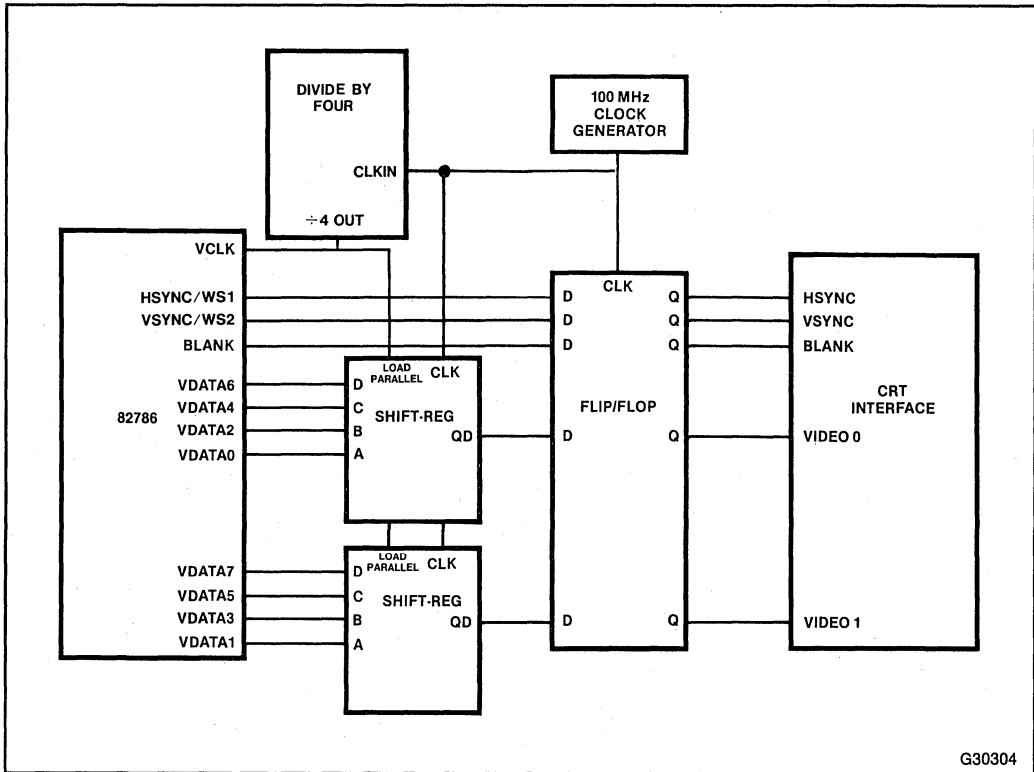 DIVIDE BY
FOUR
CLKIN
÷4 OUT
100 MHz
CLOCK
GENERATOR
VCLK
HSYNC/WS1
VSYNC/WS2
BLANK
VDATA6
VDATA4
VDATA2
VDATA0
82786
VDATA7
VDATA5
VDATA3
VDATA1
LOAD
PARALLEL
CLK
D
C
B
A
SHIFT-REG
QD
LOAD
PARALLEL
CLK
D
C
B
A
SHIFT-REG
QD
CLK
D
D
D
D
D
FLIP/FLOP
Q
Q
Q
Q
Q
HSYNC
VSYNC
BLANK
CRT
INTERFACE
VIDEO 0
VIDEO 1
G30304